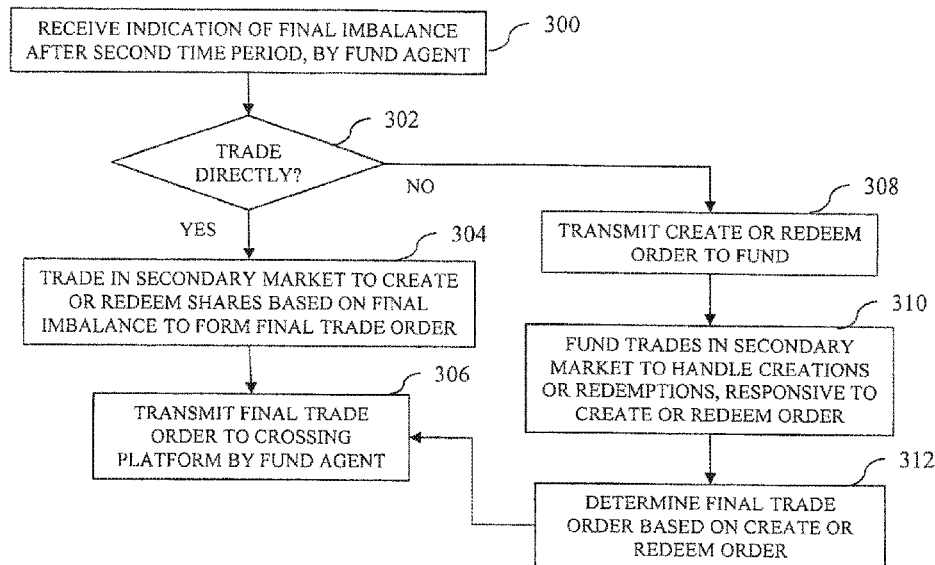 RECEIVE INDICATION OF FINAL IMBALANCE
AFTER SECOND TIME PERIOD, BY FUND AGENT
300
302
TRADE
DIRECTLY?
NO
YES
304
TRADE IN SECONDARY MARKET TO CREATE
OR REDEEM SHARES BASED ON FINAL
IMBALANCE TO FORM FINAL TRADE ORDER
306
TRANSMIT FINAL TRADE
ORDER TO CROSSING
PLATFORM BY FUND AGENT
308
TRANSMIT CREATE OR REDEEM
ORDER TO FUND
310
FUND TRADES IN SECONDARY
MARKET TO HANDLE CREATIONS
OR REDEMPTIONS, RESPONSIVE TO
CREATE OR REDEEM ORDER
312
DETERMINE FINAL TRADE
ORDER BASED ON CREATE OR
REDEEM ORDER